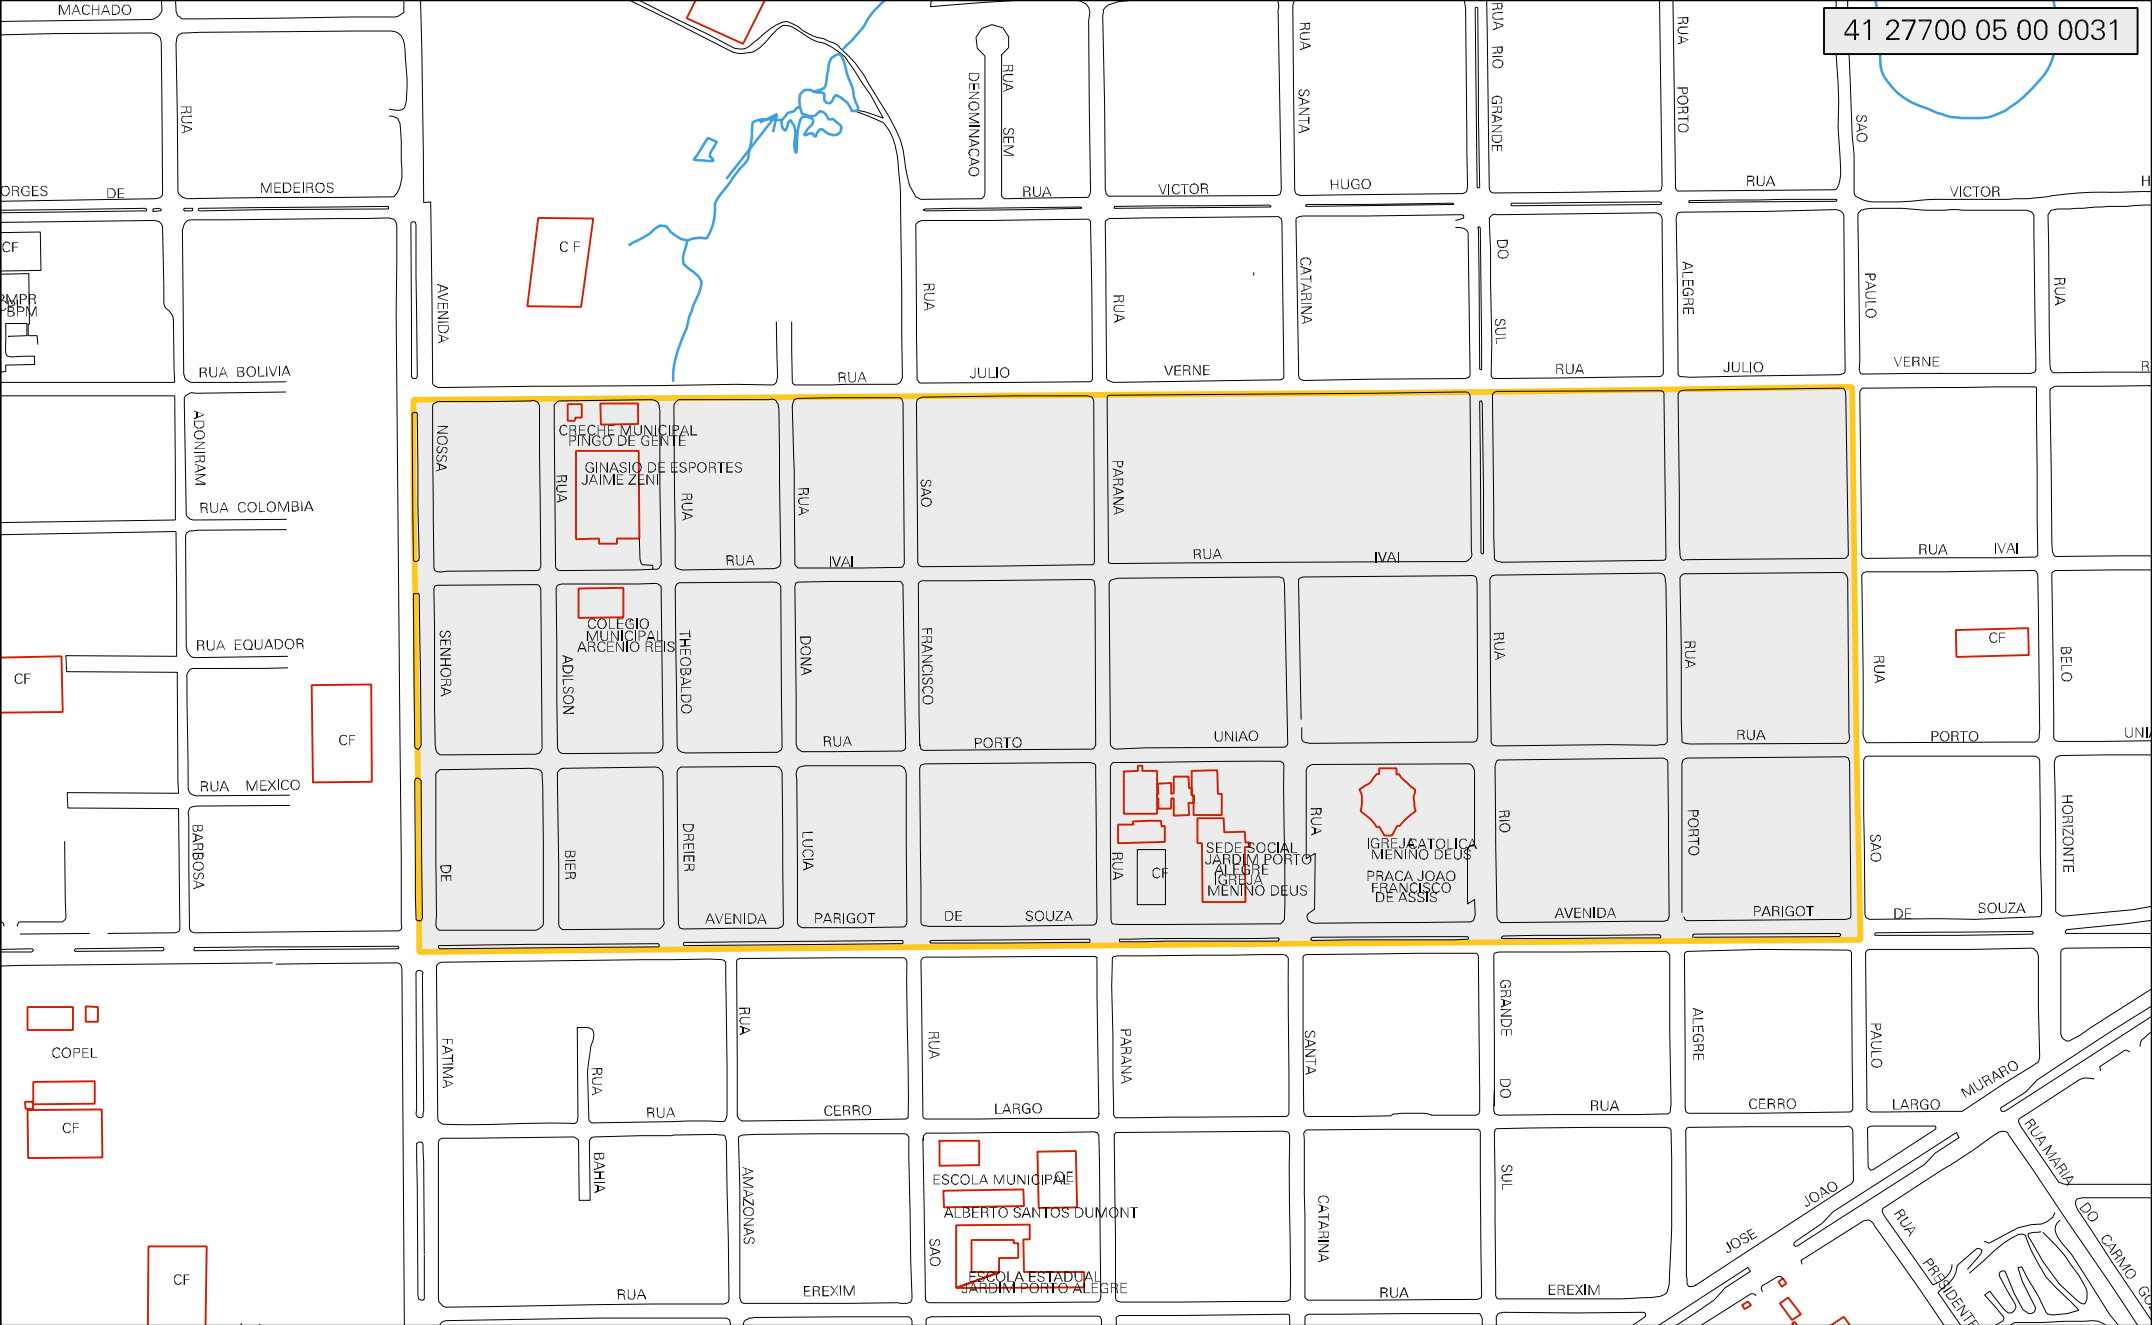 MACHADO
41 27700 05 00 0031
RUA
RUA
SANTA
RUA
RIO
GRANDE
RUA
PORTO
SAO
DENOMINACAO
RUA
SEM
ORGES DE MEDEIROS
RUA VICTOR HUGO
RUA VICTOR H
CF
C F
PMPR
BPM
AVENIDA
RUA
RUA
CATARINA
DO
SUL
ALEGRE
PAULO
RUA
RUA BOLIVIA
RUA JULIO VERNE
RUA JULIO VERNE R
ADONIRAM
NOSSA
CRECHE MUNICIPAL
PINGO DE GENTE
GINASIO DE ESPORTES
JAIME ZENI
RUA
RUA
RUA
SAO
PARANA
RUA COLOMBIA
RUA IVAI
RUA IVAI
RUA IVAI
COLEGIO
MUNICIPAL
ARCENIO REIS
SENHORA
ADILSON
THEOBALDO
DONA
FRANCISCO
RUA
RUA
RUA
CF
BELO
RUA EQUADOR
CF
CF
RUA PORTO UNIAO
RUA PORTO UNI
RUA MEXICO
BARBOSA
DE
BIER
DREIER
LUCIA
RUA
CF
SEDE SOCIAL
JARDIM PORTO
ALEGRE
IGREJA
MENINO DEUS
RUA
IGREJA CATOLICA
MENINO DEUS
PRACA JOAO
FRANCISCO
DE ASSIS
RIO
PORTO
SAO
HORIZONTE
AVENIDA PARIGOT DE SOUZA
AVENIDA PARIGOT DE SOUZA
COPEL
CF
FATIMA
RUA
RUA
RUA
PARANA
SANTA
GRANDE
DO
ALEGRE
PAULO
RUA CERRO LARGO
RUA CERRO LARGO
MURARO
JOAO
JOSE
RUA MARIA
DO
CARMO
RUA
PRESIDENTE
BAHIA
AMAZONAS
SAO
ESCOLA MUNICIPAL
ALBERTO SANTOS DUMONT
ESCOLA ESTADUAL
JARDIM PORTO ALEGRE
CATARINA
SUL
CF
RUA EREXIM
RUA EREXIM